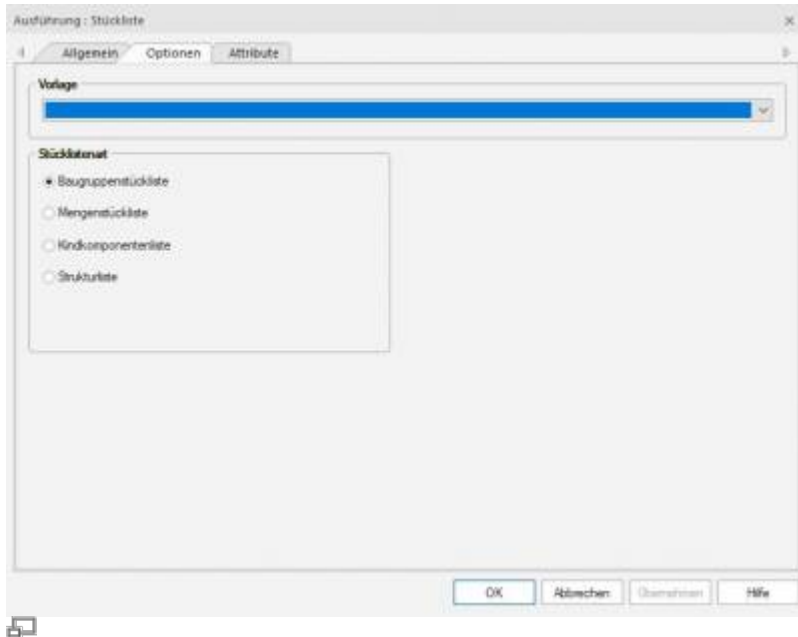 Ausführung : Stückliste
Allgemein Optionen Attribute
Vorlage
Stücklistenart
Baugruppenstückliste
Mengenstückliste
Kindkomponentenliste
Strukturliste
OK Abbrechen Übernehmen Hilfe